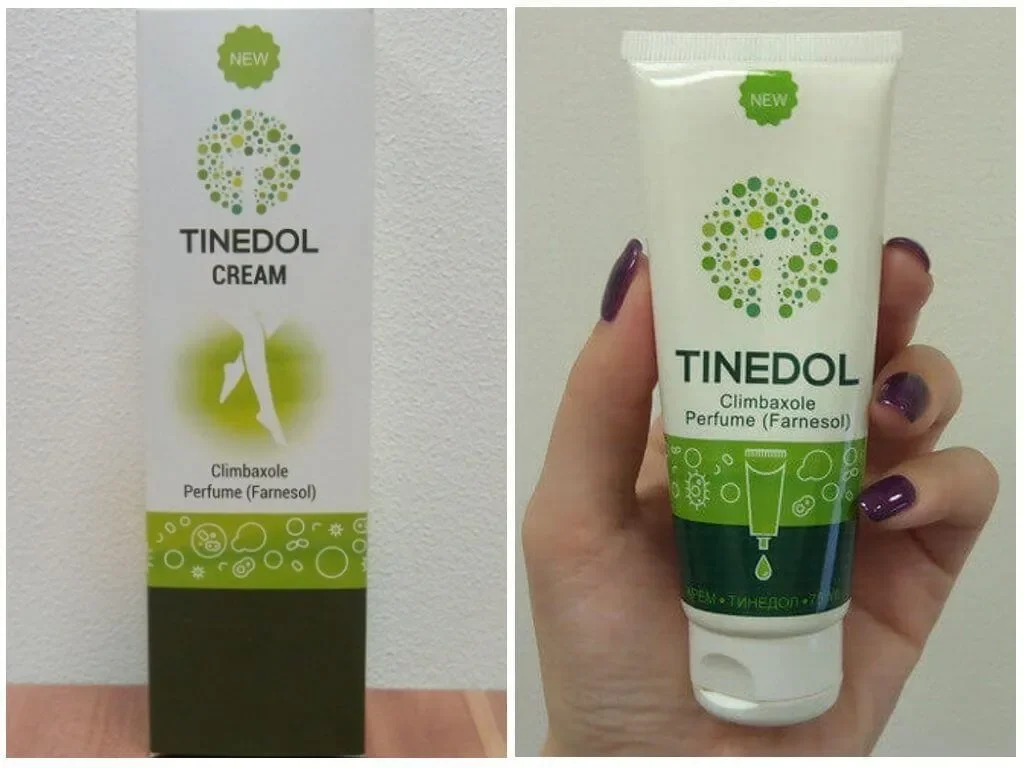 NEW
TINEDOL
CREAM
Climbaxole
Perfume (Farnesol)
NEW
TINEDOL
Climbaxole
Perfume (Farnesol)
КРЕМ • ТИНЕДОЛ •